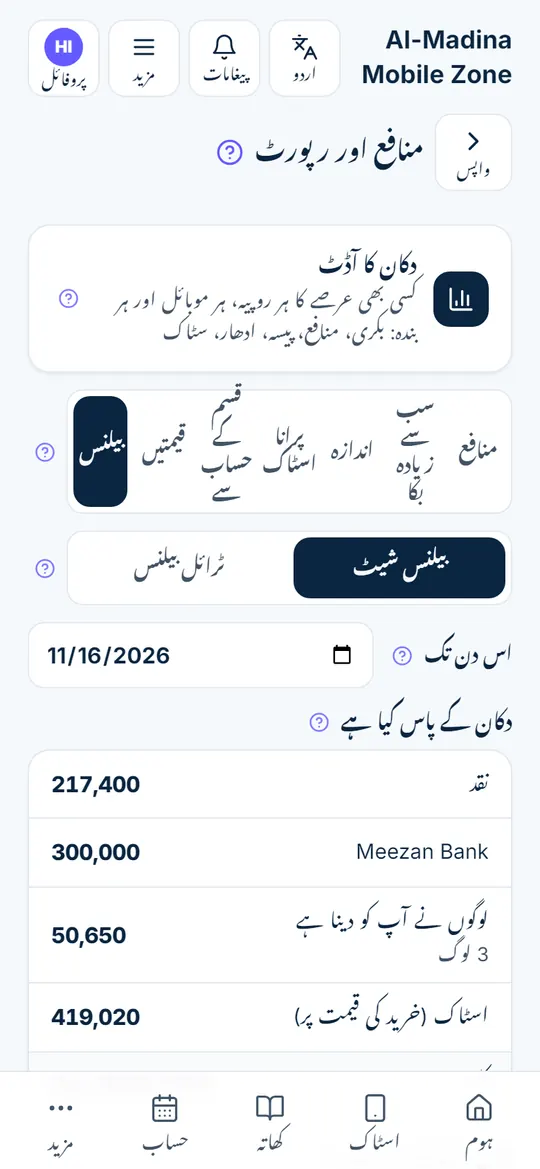 Al-Madina Mobile Zone
اردو
پیغامات
مزید
HI
پروفائل
واپس
منافع اور رپورٹ
دکان کا آڈٹ
کسی بھی عرصے کا ہر روپیہ، ہر موبائل اور ہر
بندہ: بکری، منافع، پیسہ، ادھار، سٹاک
منافع
سب سے زیادہ بکا
اندازہ
پرانا اسٹاک
قسم کے حساب سے
قیمتیں
بیلنس
بیلنس شیٹ
ٹرائل بیلنس
اس دن تک
11/16/2026
دکان کے پاس کیا ہے
نقد 217,400
Meezan Bank 300,000
لوگوں نے آپ کو دینا ہے 50,650
3 لوگ
اسٹاک (خرید کی قیمت پر) 419,020
ہوم
اسٹاک
کھاتہ
حساب
مزید